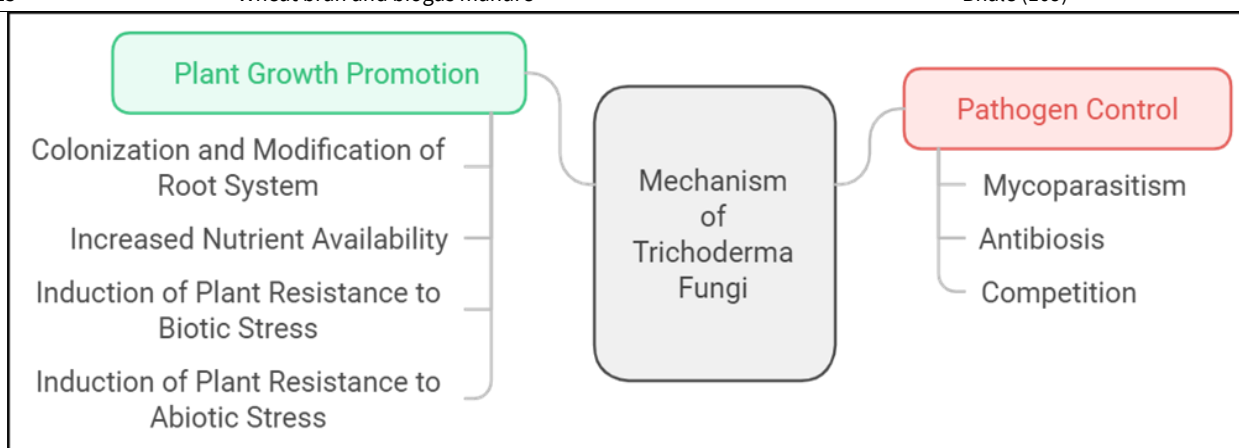 Plant Growth Promotion
Colonization and Modification of
Root System
Increased Nutrient Availability
Induction of Plant Resistance to
Biotic Stress
Induction of Plant Resistance to
Abiotic Stress
Mechanism
of
Trichoderma
Fungi
Pathogen Control
Mycoparasitism
Antibiosis
Competition